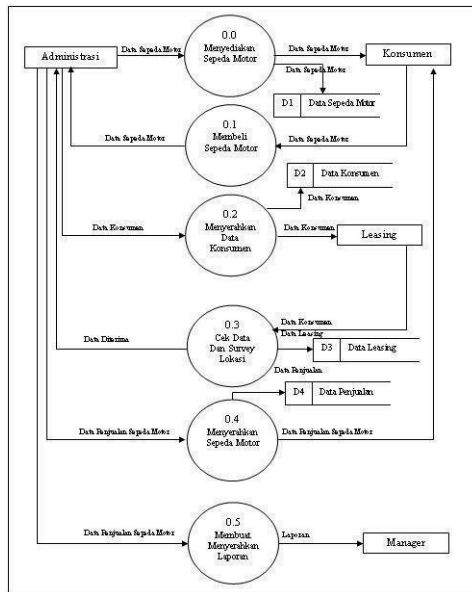 0.0
Menyediakan
Sepeda Motor
Administrasi
Data Sepeda Motor
Data Sepeda Motor
Konsumen
Data Sepeda Motor
D1 Data Sepeda Motor
0.1
Membeli
Sepeda Motor
Data Sepeda Motor
Data Sepeda Motor
D2 Data Konsumen
Data Konsumen
0.2
Menyerahkan
Data
Konsumen
Data Konsumen
Data Konsumen
Leasing
0.3
Cek Data
Dan Survey
Lokasi
Data Konsumen
Data Leasing
Data Diterima
D3 Data Leasing
Data Penjualan
D4 Data Penjualan
0.4
Menyerahkan
Sepeda Motor
Data Penjualan Sepeda Motor
Data Penjualan Sepeda Motor
0.5
Membuat
Menyerahkan
Laporan
Data Penjualan Sepeda Motor
Laporan
Manager